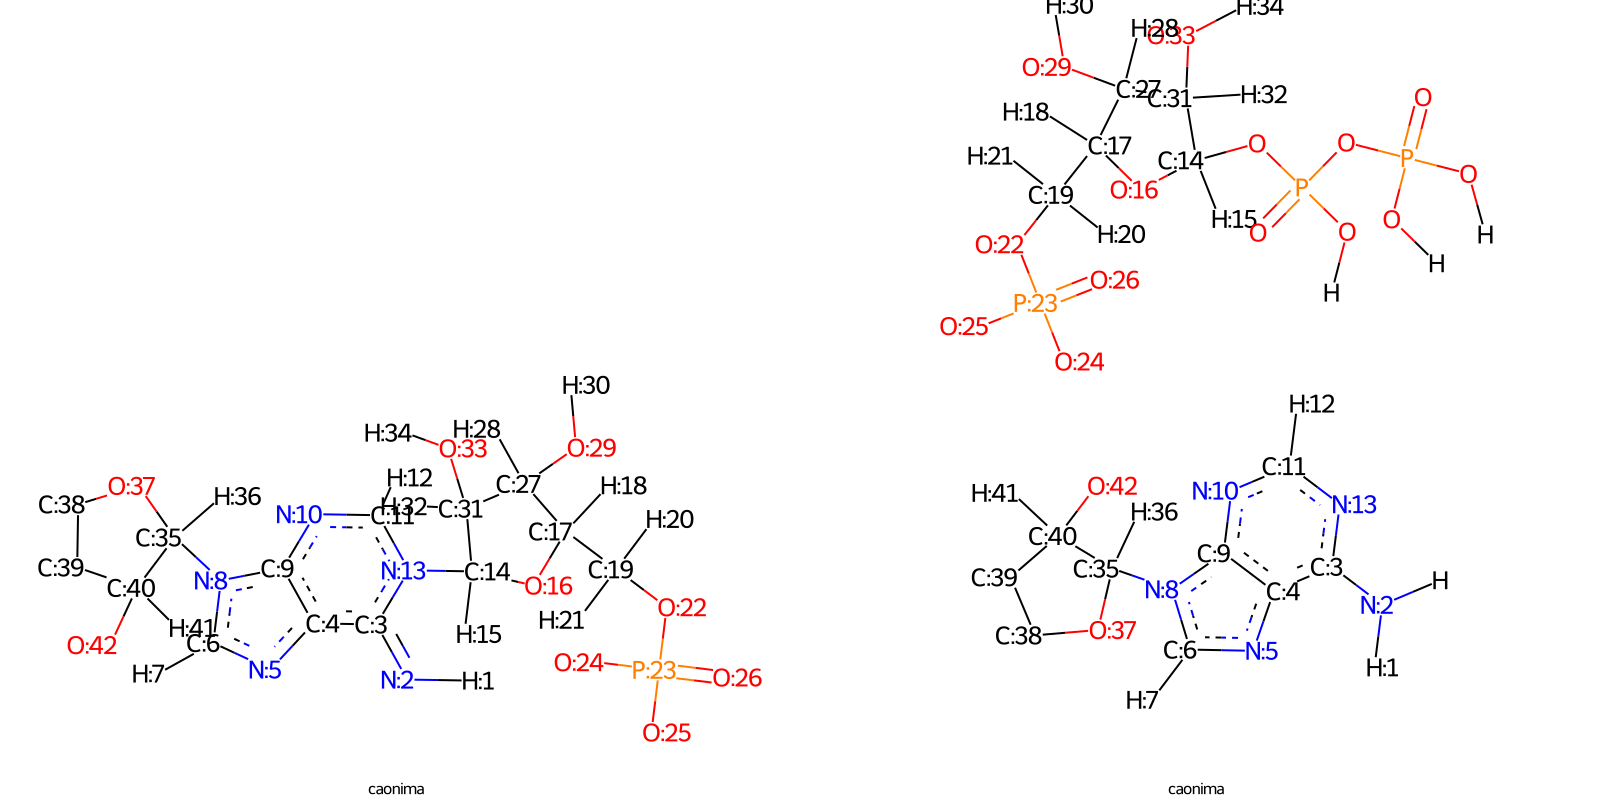 H:30
H:28
O:33
H:34
O:29
C:27
C:31
H:32
O
H:18
H:21
C:17
C:14
O
O
P
O
C:19
O:16
P
H:15
O
O
O
H
O:22
H:20
H
H
P:23
O:26
O:25
O:24
H:30
H:34
H:28
O:33
O:29
H:12
C:38
O:37
H:36
N:10
C:11
H:32
C:31
C:27
H:18
H:20
C:35
C:17
C:39
C:40
N:8
C:9
N:13
C:14
O:16
C:19
O:42
H:41
C:6
C:4
C:3
H:15
H:21
O:22
H:7
N:5
N:2
H:1
O:24
P:23
O:26
O:25
H:12
H:41
O:42
H:36
N:10
C:11
N:13
C:40
C:39
C:35
N:8
C:9
C:4
C:3
N:2
H
C:38
O:37
C:6
N:5
H:1
H:7
caonima
caonima